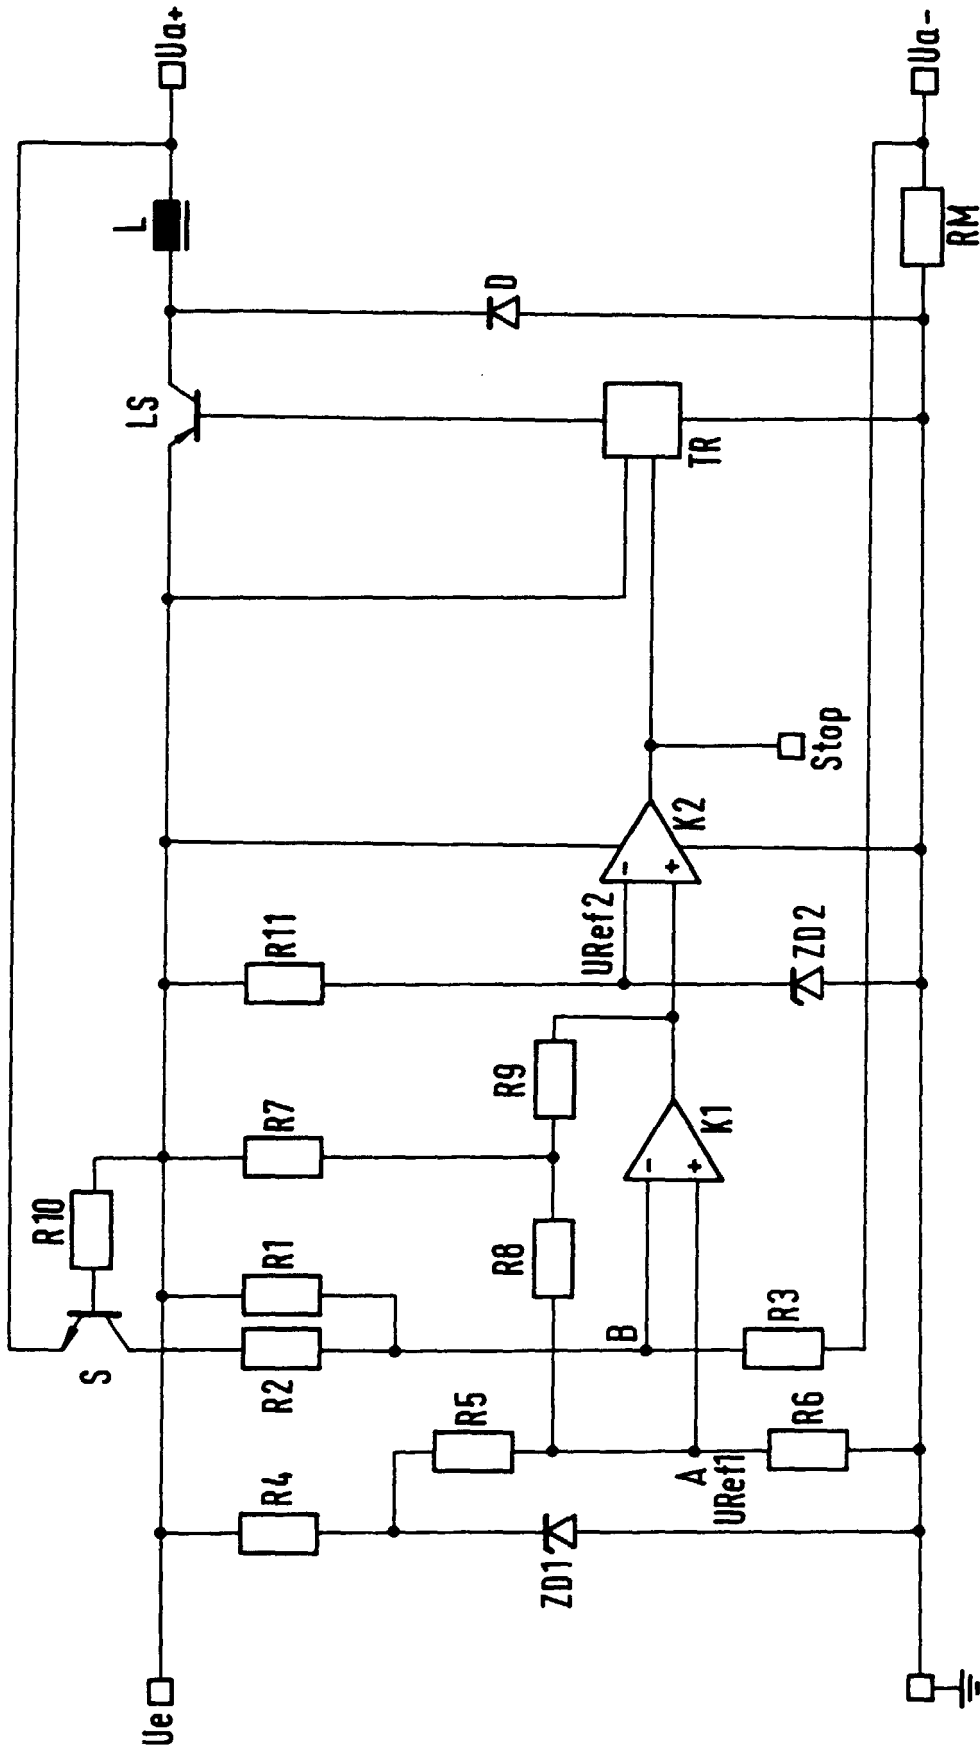 Ua+
Ua-
L
RM
D
LS
TR
Stop
K2
-
+
URef2
R11
ZD2
R9
R7
K1
-
+
R10
R8
R1
B
R3
S
R2
R5
R6
A
URef1
R4
ZD1
Ue